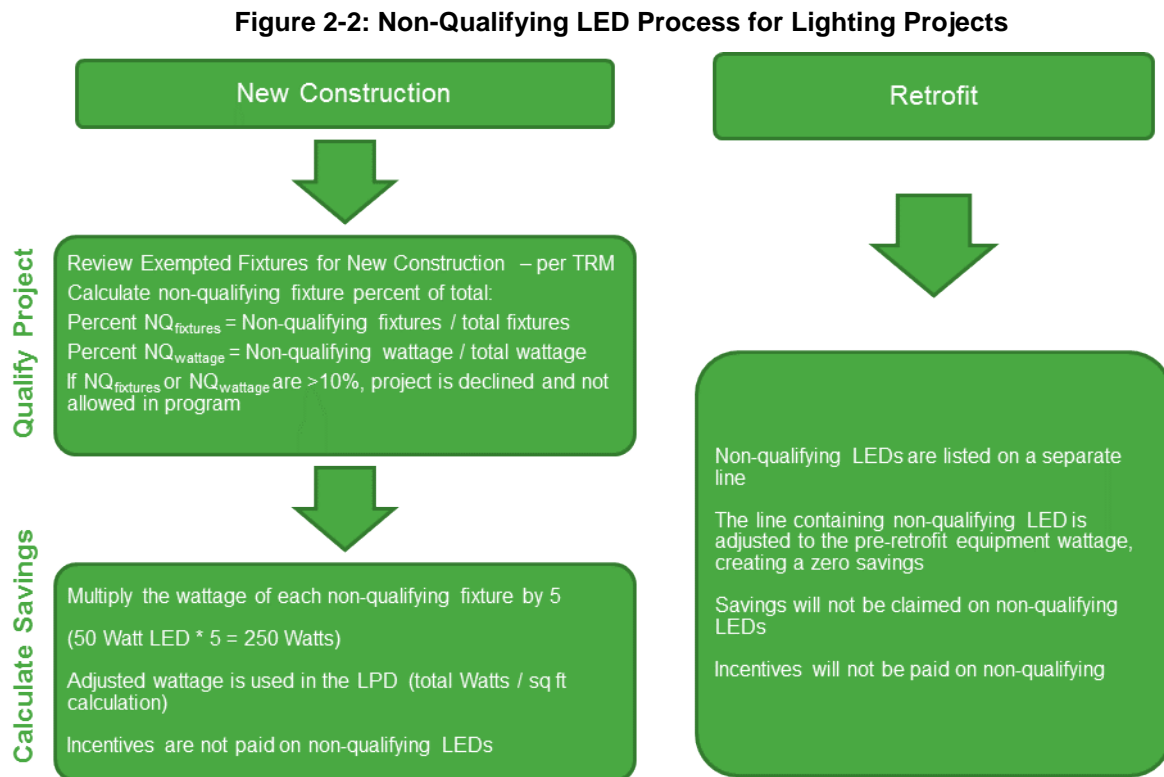 Figure 2-2: Non-Qualifying LED Process for Lighting Projects
New Construction
Qualify Project
Review Exempted Fixtures for New Construction – per TRM
Calculate non-qualifying fixture percent of total:
Percent NQfixtures = Non-qualifying fixtures / total fixtures
Percent NQwattage = Non-qualifying wattage / total wattage
If NQfixtures or NQwattage are >10%, project is declined and not
allowed in program
Calculate Savings
Multiply the wattage of each non-qualifying fixture by 5
(50 Watt LED * 5 = 250 Watts)
Adjusted wattage is used in the LPD (total Watts / sq ft
calculation)
Incentives are not paid on non-qualifying LEDs
Retrofit
Non-qualifying LEDs are listed on a separate
line
The line containing non-qualifying LED is
adjusted to the pre-retrofit equipment wattage,
creating a zero savings
Savings will not be claimed on non-qualifying
LEDs
Incentives will not be paid on non-qualifying